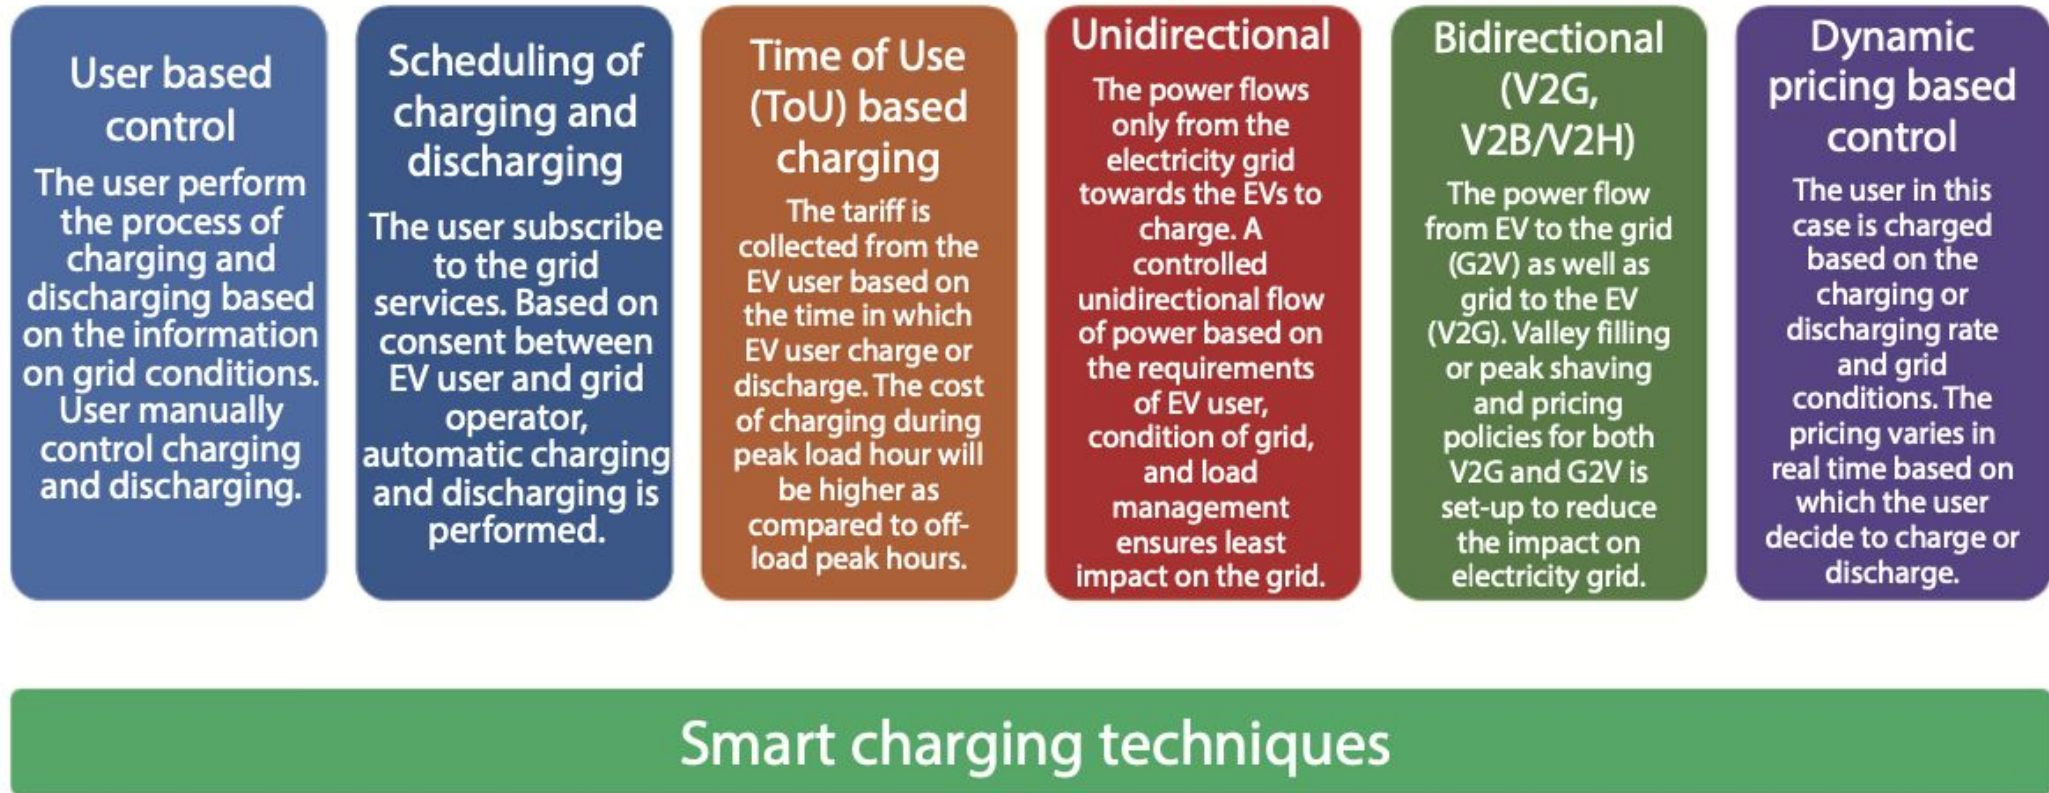 User based
control
The user perform
the process of
charging and
discharging based
on the information
on grid conditions.
User manually
control charging
and discharging.
Scheduling of
charging and
discharging
The user subscribe
to the grid
services. Based on
consent between
EV user and grid
operator,
automatic charging
and discharging is
performed.
Time of Use
(ToU) based
charging
The tariff is
collected from the
EV user based on
the time in which
EV user charge or
discharge. The cost
of charging during
peak load hour will
be higher as
compared to off-
load peak hours.
Unidirectional
The power flows
only from the
electricity grid
towards the EVs to
charge. A
controlled
unidirectional flow
of power based on
the requirements
of EV user,
condition of grid,
and load
management
ensures least
impact on the grid.
Bidirectional
(V2G,
V2B/V2H)
The power flow
from EV to the grid
(G2V) as well as
grid to the EV
(V2G). Valley filling
or peak shaving
and pricing
policies for both
V2G and G2V is
set-up to reduce
the impact on
electricity grid.
Dynamic
pricing based
control
The user in this
case is charged
based on the
charging or
discharging rate
and grid
conditions. The
pricing varies in
real time based on
which the user
decide to charge or
discharge.
Smart charging techniques